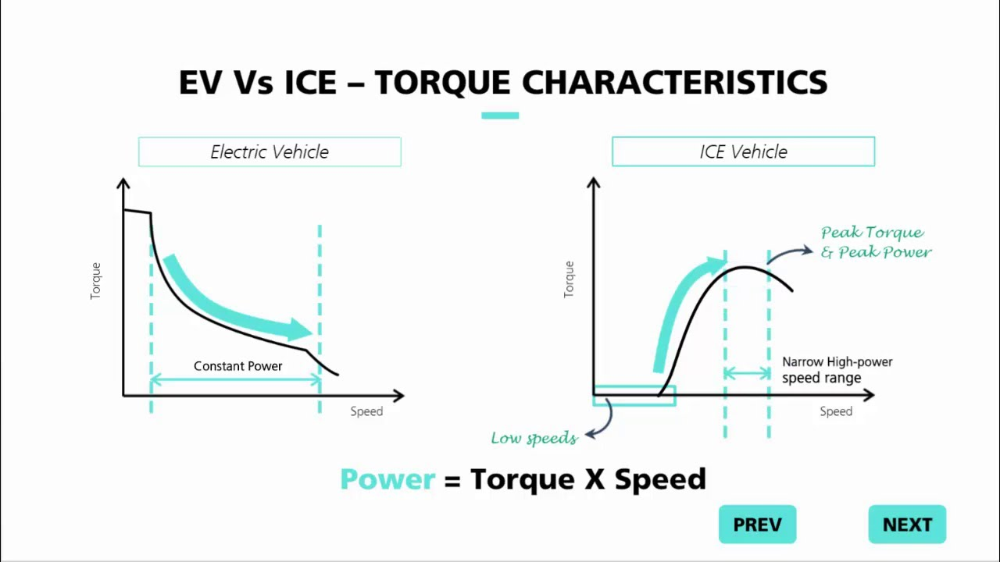 EV Vs ICE – TORQUE CHARACTERISTICS
Electric Vehicle
Torque
Constant Power
Speed
ICE Vehicle
Torque
Peak Torque
& Peak Power
Narrow High-power
speed range
Speed
Low speeds
Power = Torque X Speed
PREV
NEXT